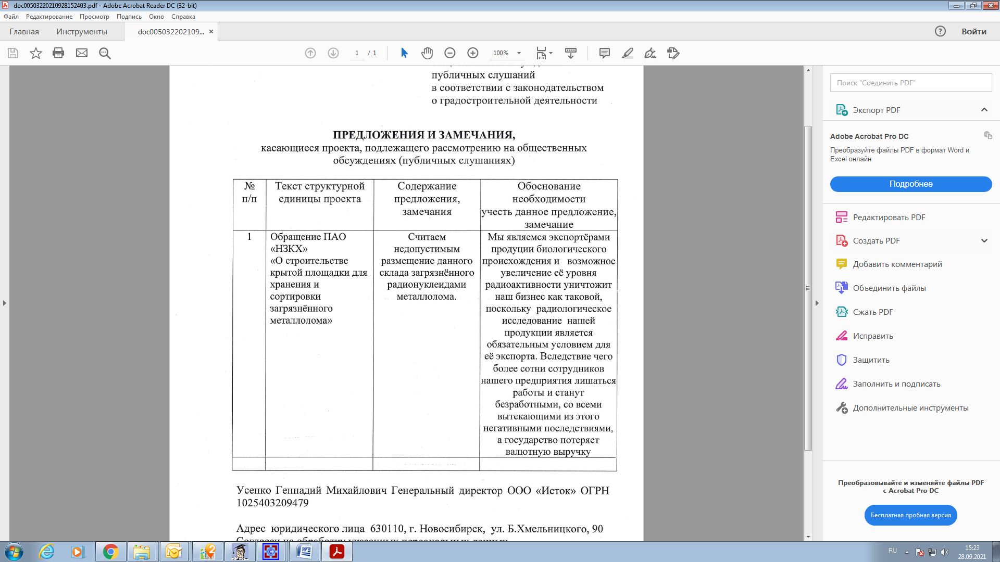 doc00503220210928152403.pdf - Adobe Acrobat Reader DC (32-bit)
Файл Редактирование Просмотр Подпись Окно Справка
Главная Инструменты doc005032202109... × Войти
1 / 1 100%
публичных слушаний
в соответствии с законодательством
о градостроительной деятельности
ПРЕДЛОЖЕНИЯ И ЗАМЕЧАНИЯ,
касающиеся проекта, подлежащего рассмотрению на общественных
обсуждениях (публичных слушаниях)
№
п/п
Текст структурной
единицы проекта
Содержание
предложения,
замечания
Обоснование
необходимости
учесть данное предложение,
замечание
1
Обращение ПАО
«НЗКХ»
«О строительстве
крытой площадки для
хранения и
сортировки
загрязнённого
металлолома»
Считаем
недопустимым
размещение данного
склада загрязнённого
радионуклеидами
металлолома.
Мы являемся экспортёрами
продуции биологического
происхождения и возможное
увеличение её уровня
радиоактивности уничтожит
наш бизнес как таковой,
поскольку радиологическое
исследование нашей
продукции является
обязательным условием для
её экспорта. Вследствие чего
более сотни сотрудников
нашего предприятия лишаться
работы и станут
безработными, со всеми
вытекающими из этого
негативными последствиями,
а государство потеряет
валютную выручку
Усенко Геннадий Михайлович Генеральный директор ООО «Исток» ОГРН
1025403209479
Адрес юридического лица 630110, г. Новосибирск, ул. Б.Хмельницкого, 90
Согласен на обработку указанных персональных данных
Поиск "Соединить PDF"
Экспорт PDF
Adobe Acrobat Pro DC
Преобразуйте файлы PDF в формат Word и
Excel онлайн
Подробнее
Редактировать PDF
Создать PDF
Добавить комментарий
Объединить файлы
Сжать PDF
Исправить
Защитить
Заполнить и подписать
Дополнительные инструменты
Преобразовывайте и изменяйте файлы PDF
с Acrobat Pro DC
Бесплатная пробная версия
RU
15:23
28.09.2021